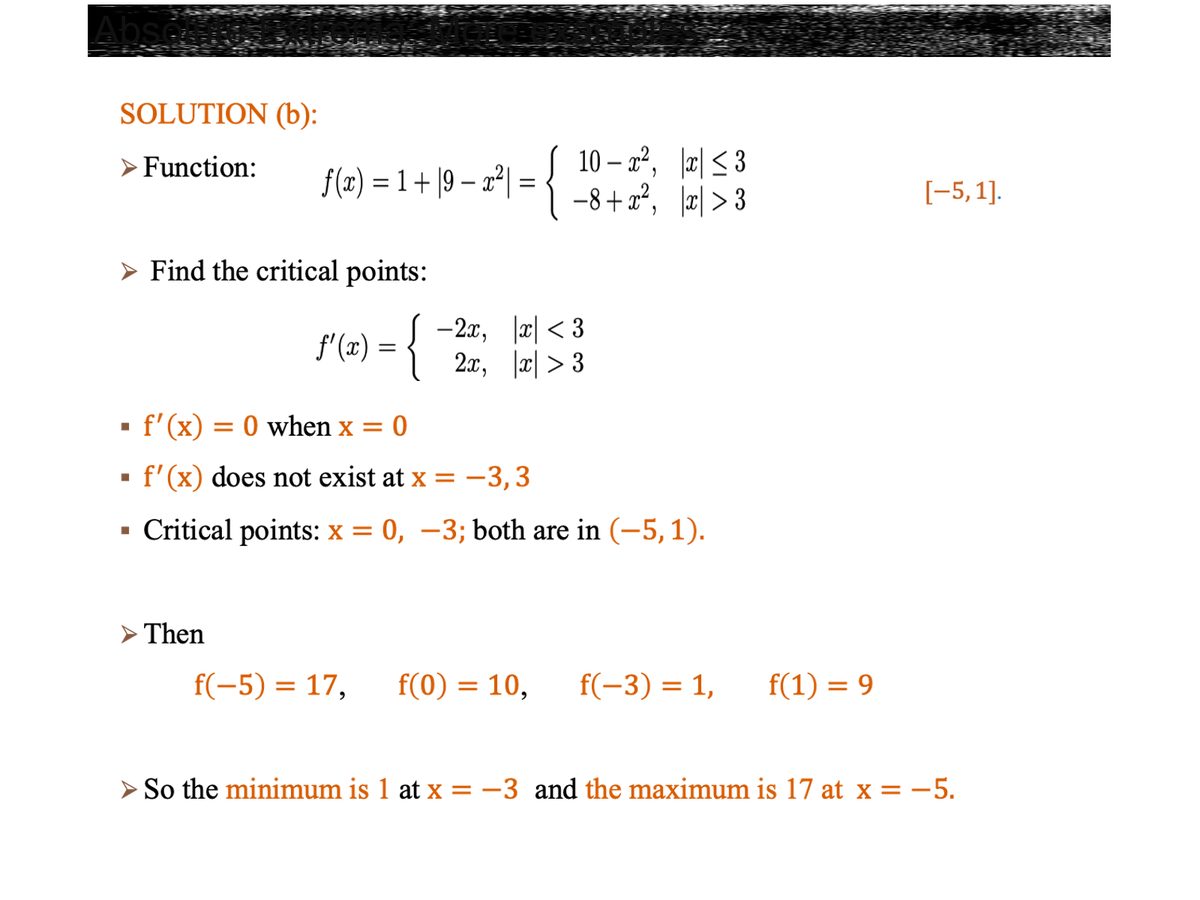 SOLUTION (b):
➢ Function: f(x) = 1 + |9 – x²| = { 10 – x², |x| ≤ 3
–8 + x², |x| > 3
[−5, 1].
➢ Find the critical points:
f′(x) = { –2x, |x| < 3
2x, |x| > 3
▪ f′(x) = 0 when x = 0
▪ f′(x) does not exist at x = −3, 3
▪ Critical points: x = 0, −3; both are in (−5, 1).
➢ Then
f(−5) = 17, f(0) = 10, f(−3) = 1, f(1) = 9
➢ So the minimum is 1 at x = −3 and the maximum is 17 at x = −5.